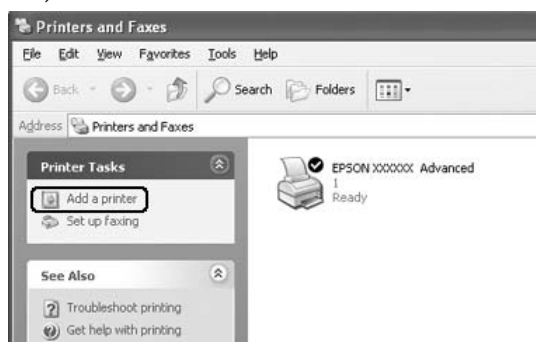 Printers and Faxes
File Edit View Favorites Tools Help
Back Search Folders
Address Printers and Faxes
Printer Tasks
Add a printer
Set up faxing
See Also
Troubleshoot printing
Get help with printing
EPSON XXXXXX Advanced
1
Ready